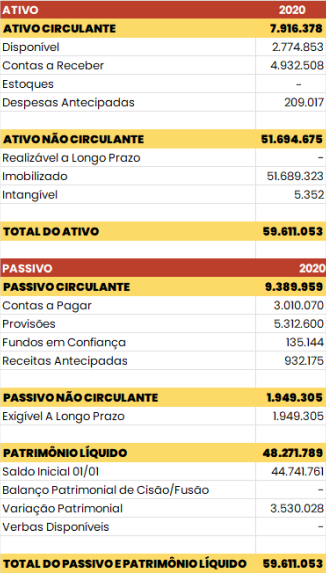 ATIVO 2020
ATIVO CIRCULANTE 7.916.378
Disponível 2.774.853
Contas a Receber 4.932.508
Estoques -
Despesas Antecipadas 209.017
ATIVO NÃO CIRCULANTE 51.694.675
Realizável a Longo Prazo -
Imobilizado 51.689.323
Intangível 5.352
TOTAL DO ATIVO 59.611.053
PASSIVO 2020
PASSIVO CIRCULANTE 9.389.959
Contas a Pagar 3.010.070
Provisões 5.312.600
Fundos em Confiança 135.144
Receitas Antecipadas 932.175
PASSIVO NÃO CIRCULANTE 1.949.305
Exigível A Longo Prazo 1.949.305
PATRIMÔNIO LÍQUIDO 48.271.789
Saldo Inicial 01/01 44.741.761
Balanço Patrimonial de Cisão/Fusão -
Variação Patrimonial 3.530.028
Verbas Disponíveis -
TOTAL DO PASSIVO E PATRIMÔNIO LÍQUIDO 59.611.053